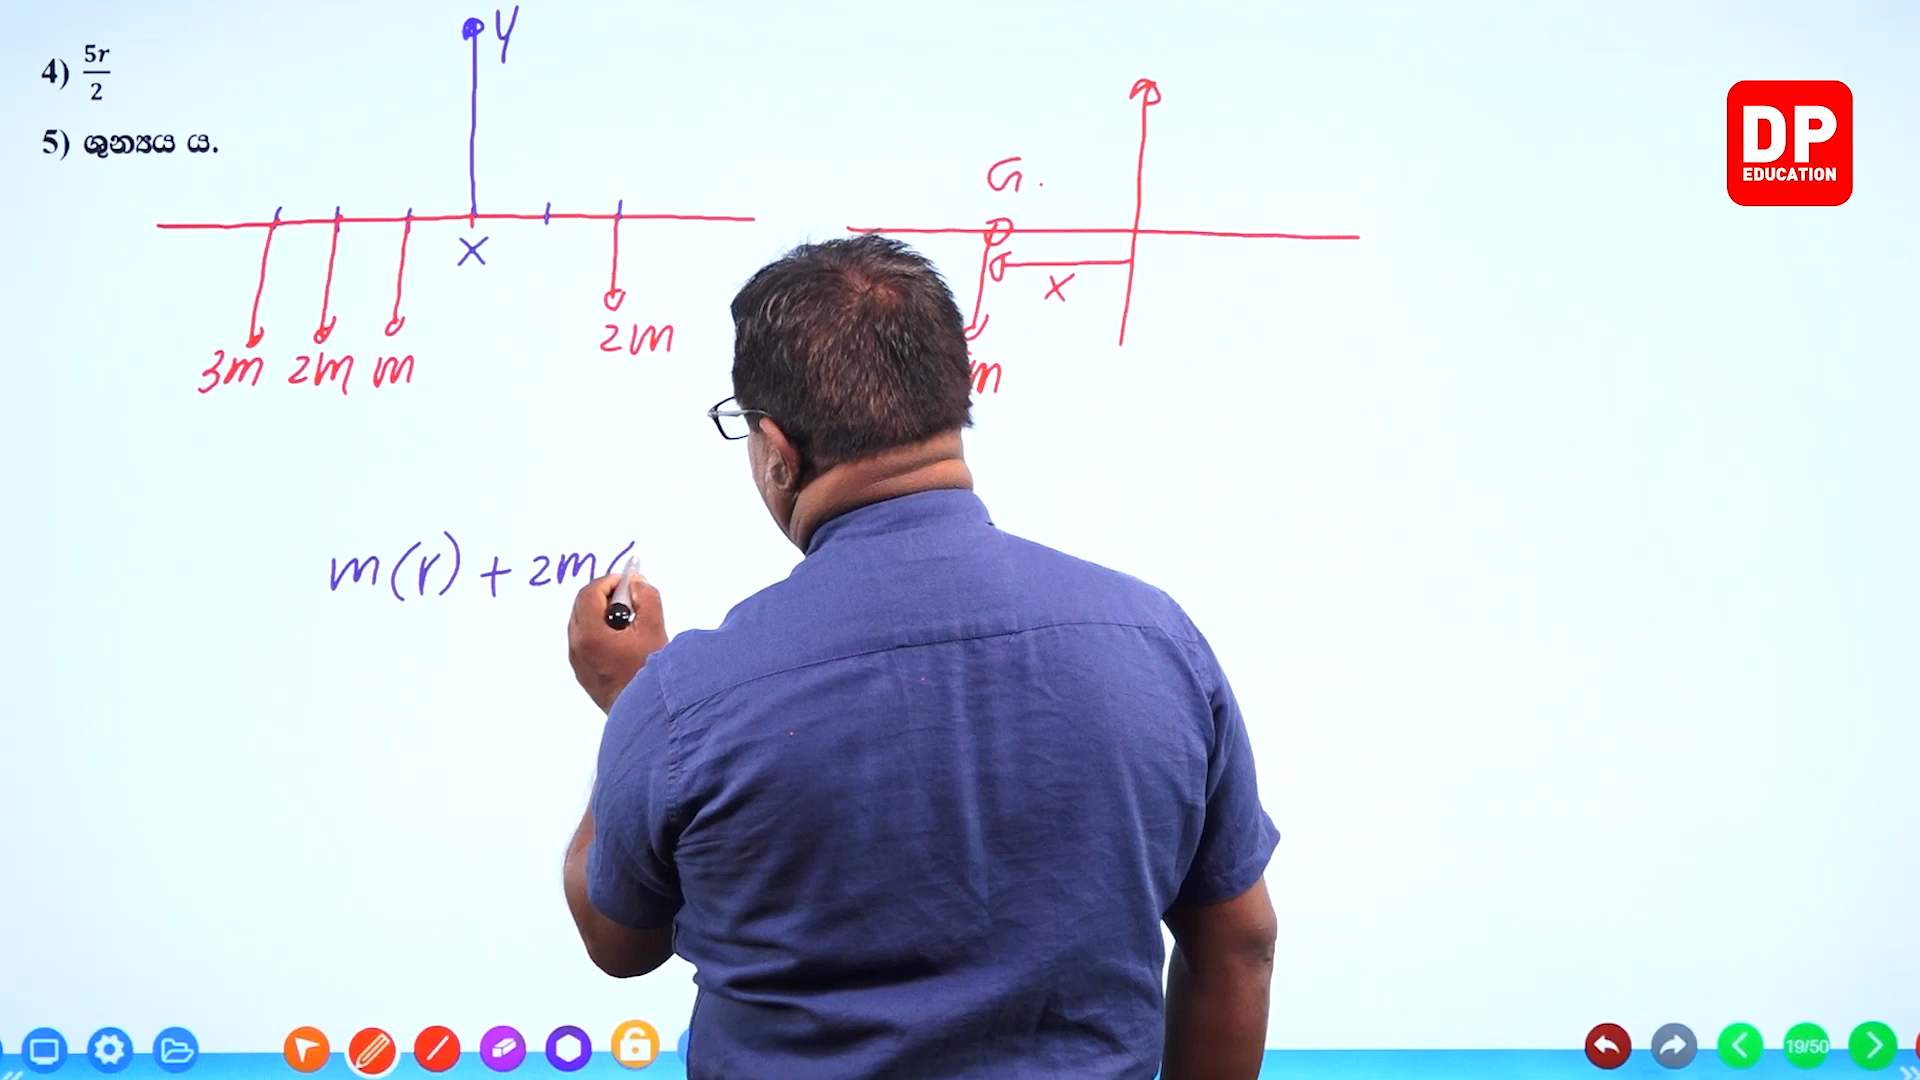 4) 5r/2
5) ශූන්‍යය ය.
Y
X
3m 2m m
2m
G.
X
m
m(r) + 2m(
DP
EDUCATION
19/50